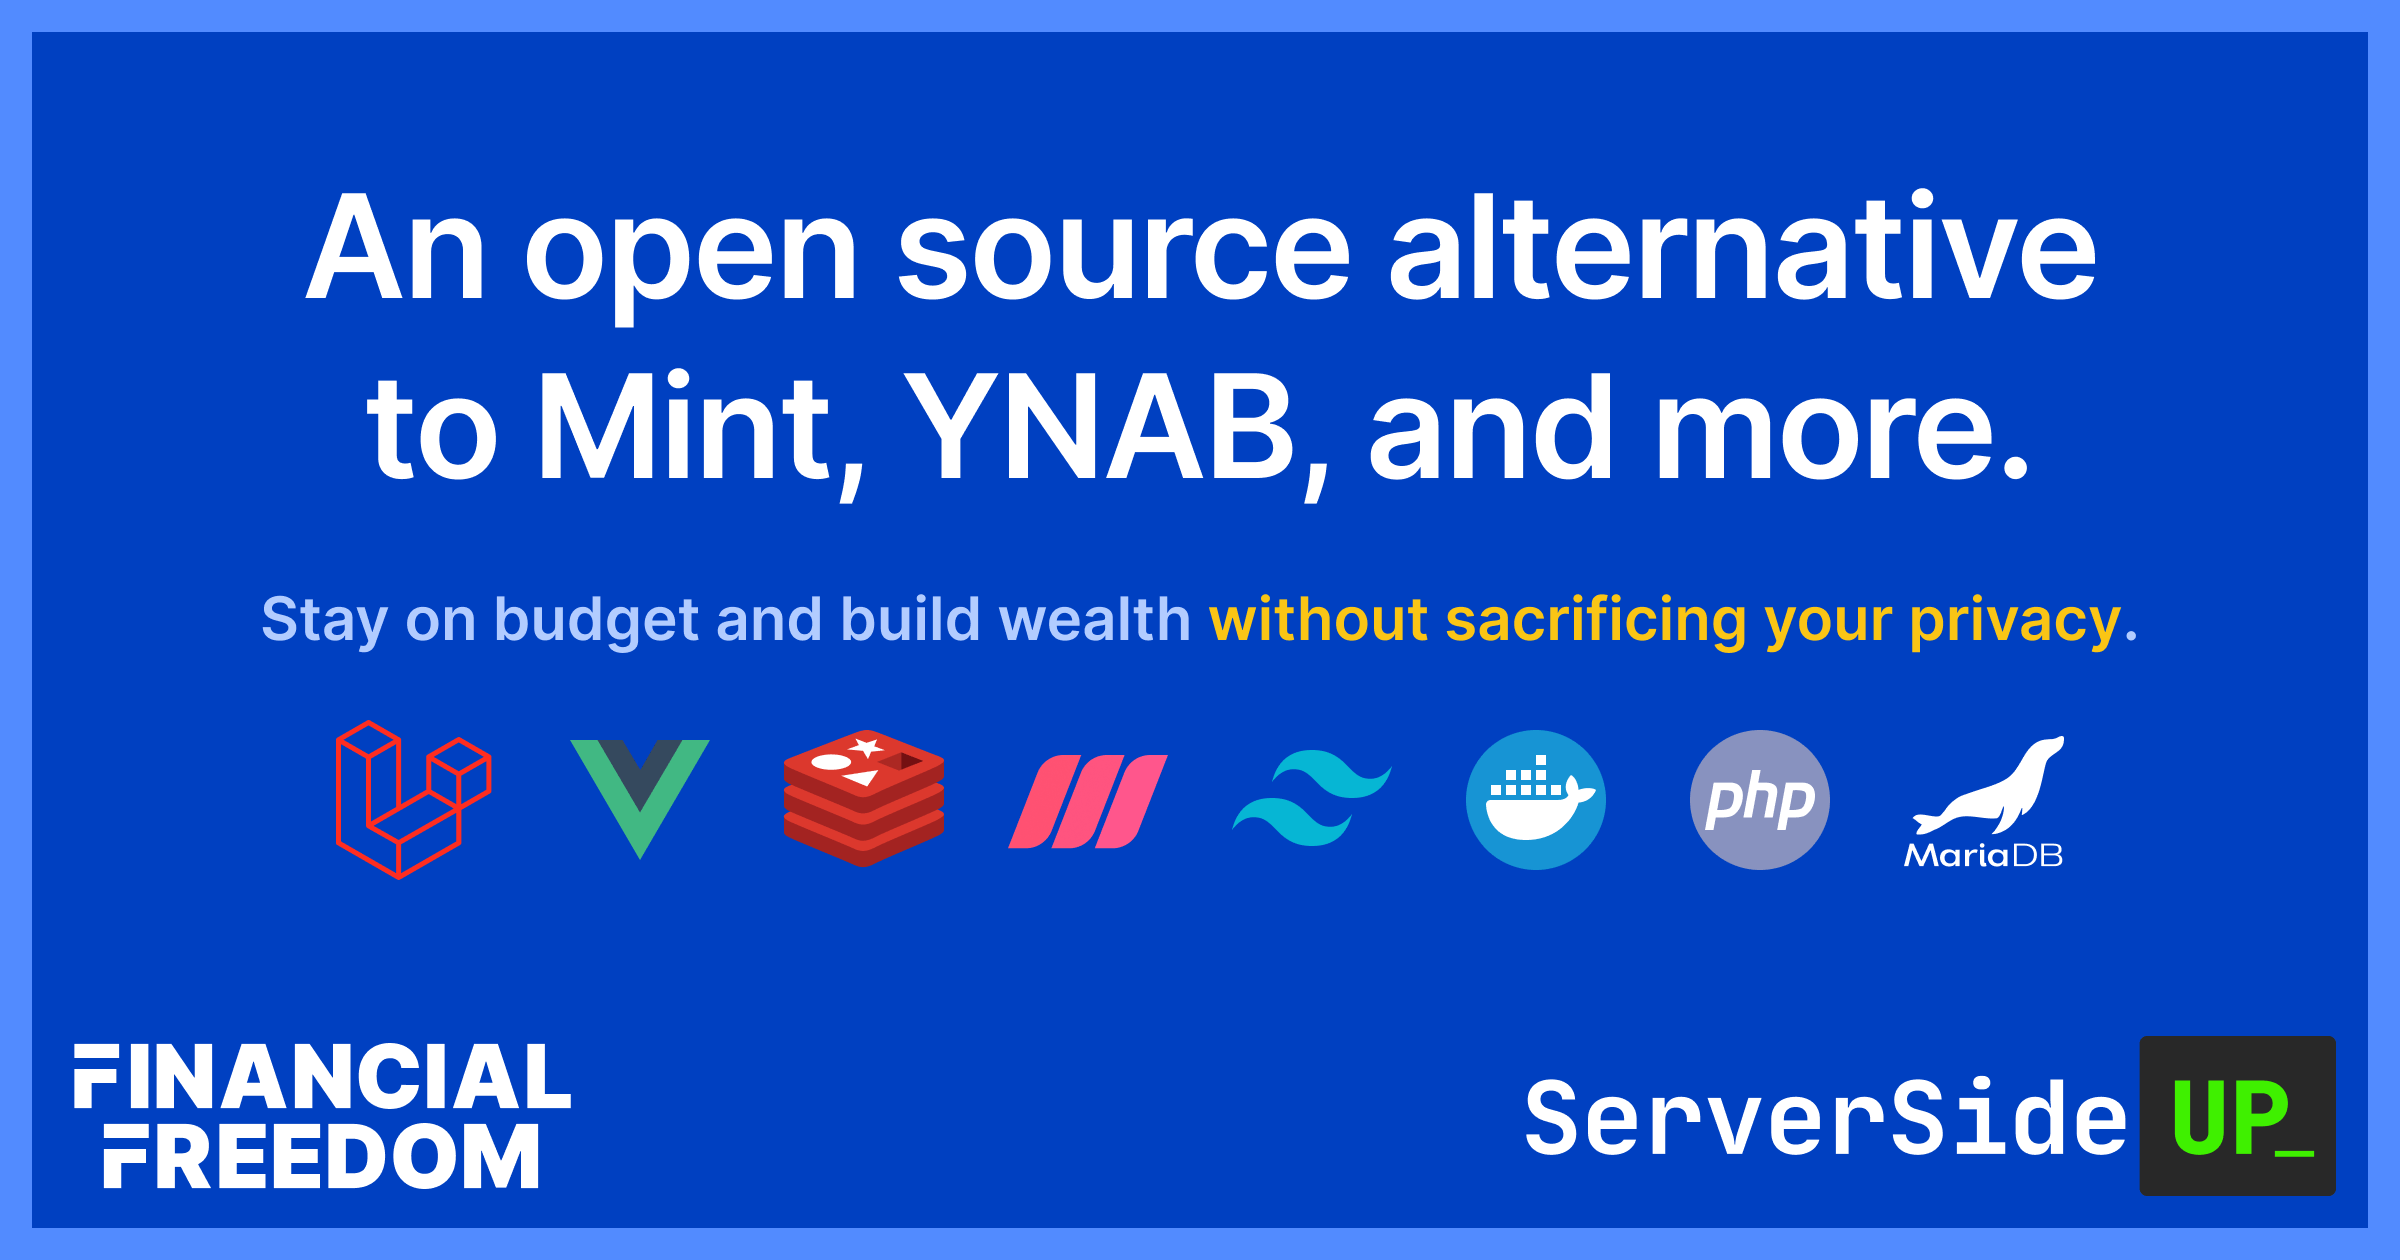 An open source alternative
to Mint, YNAB, and more.
Stay on budget and build wealth without sacrificing your privacy.
php
MariaDB
FINANCIAL
FREEDOM
ServerSide UP_